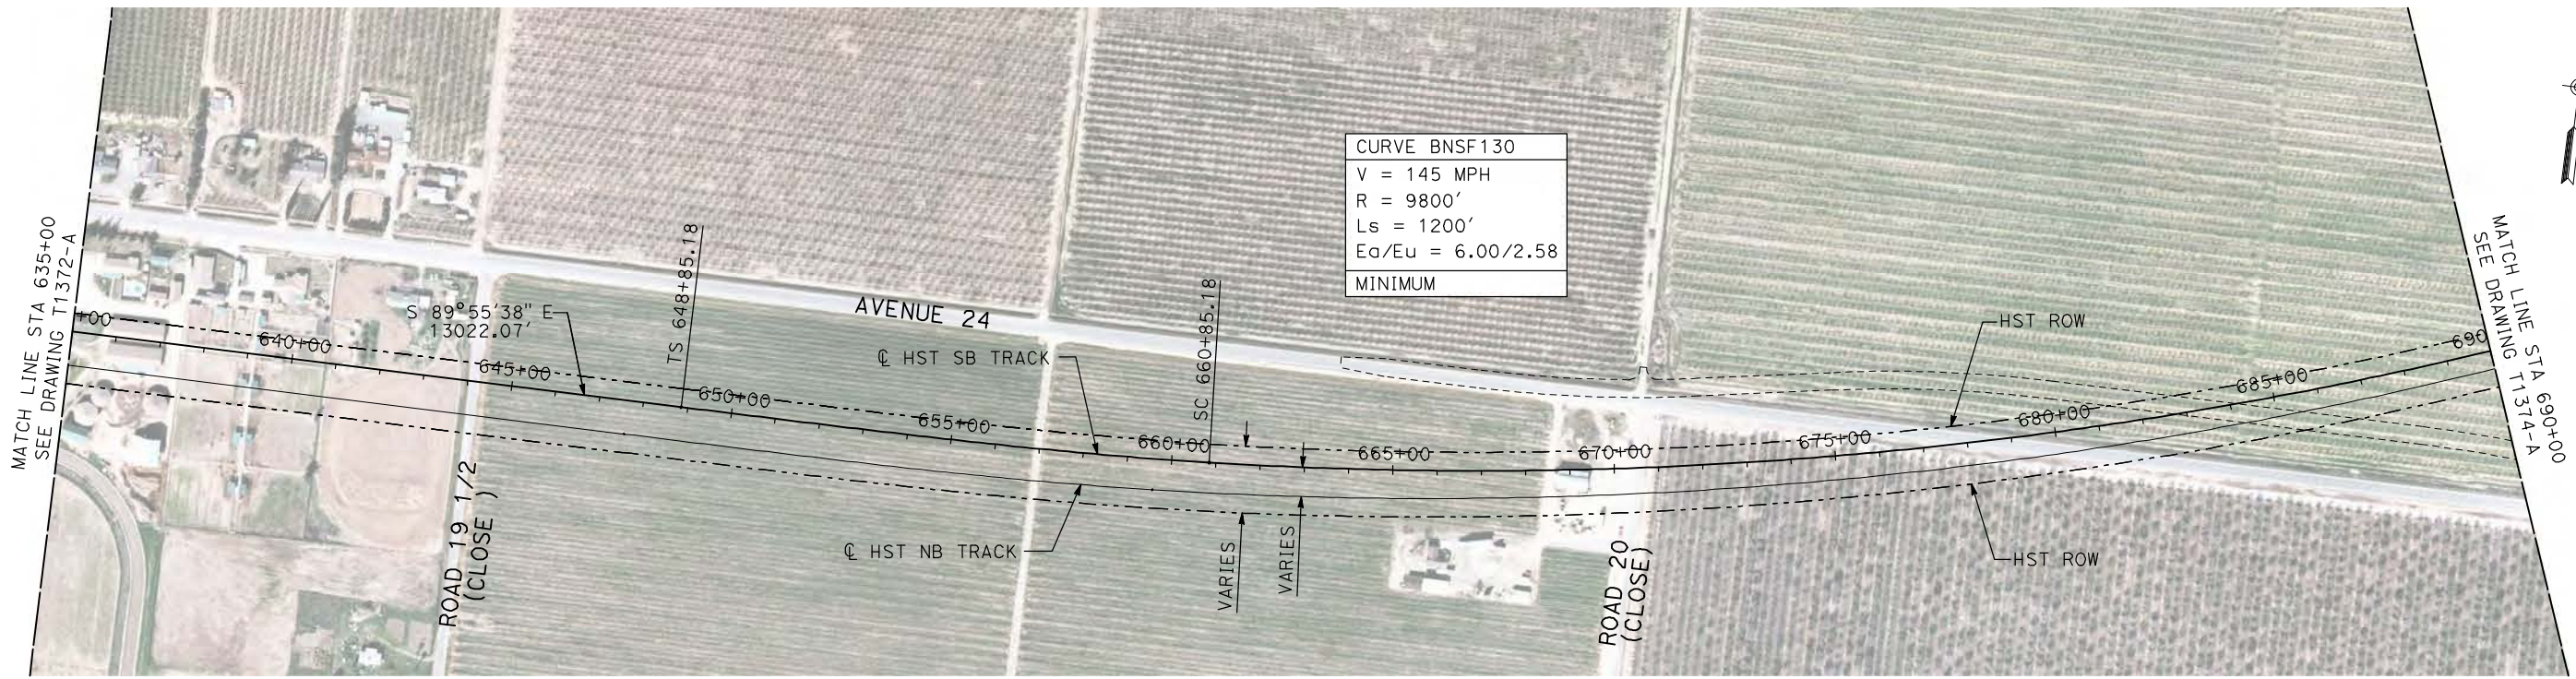 MATCH LINE STA 635+00
SEE DRAWING T1372-A
+00
640+00
S 89°55'38" E
13022.07'
645+00
TS 648+85.18
650+00
AVENUE 24
℄ HST SB TRACK
655+00
660+00
SC 660+85.18
CURVE BNSF130
V = 145 MPH
R = 9800'
Ls = 1200'
Ea/Eu = 6.00/2.58
MINIMUM
665+00
670+00
675+00
680+00
685+00
690
HST ROW
HST ROW
℄ HST NB TRACK
VARIES
VARIES
ROAD 19 1/2
(CLOSE )
ROAD 20
(CLOSE)
MATCH LINE STA 690+00
SEE DRAWING T1374-A